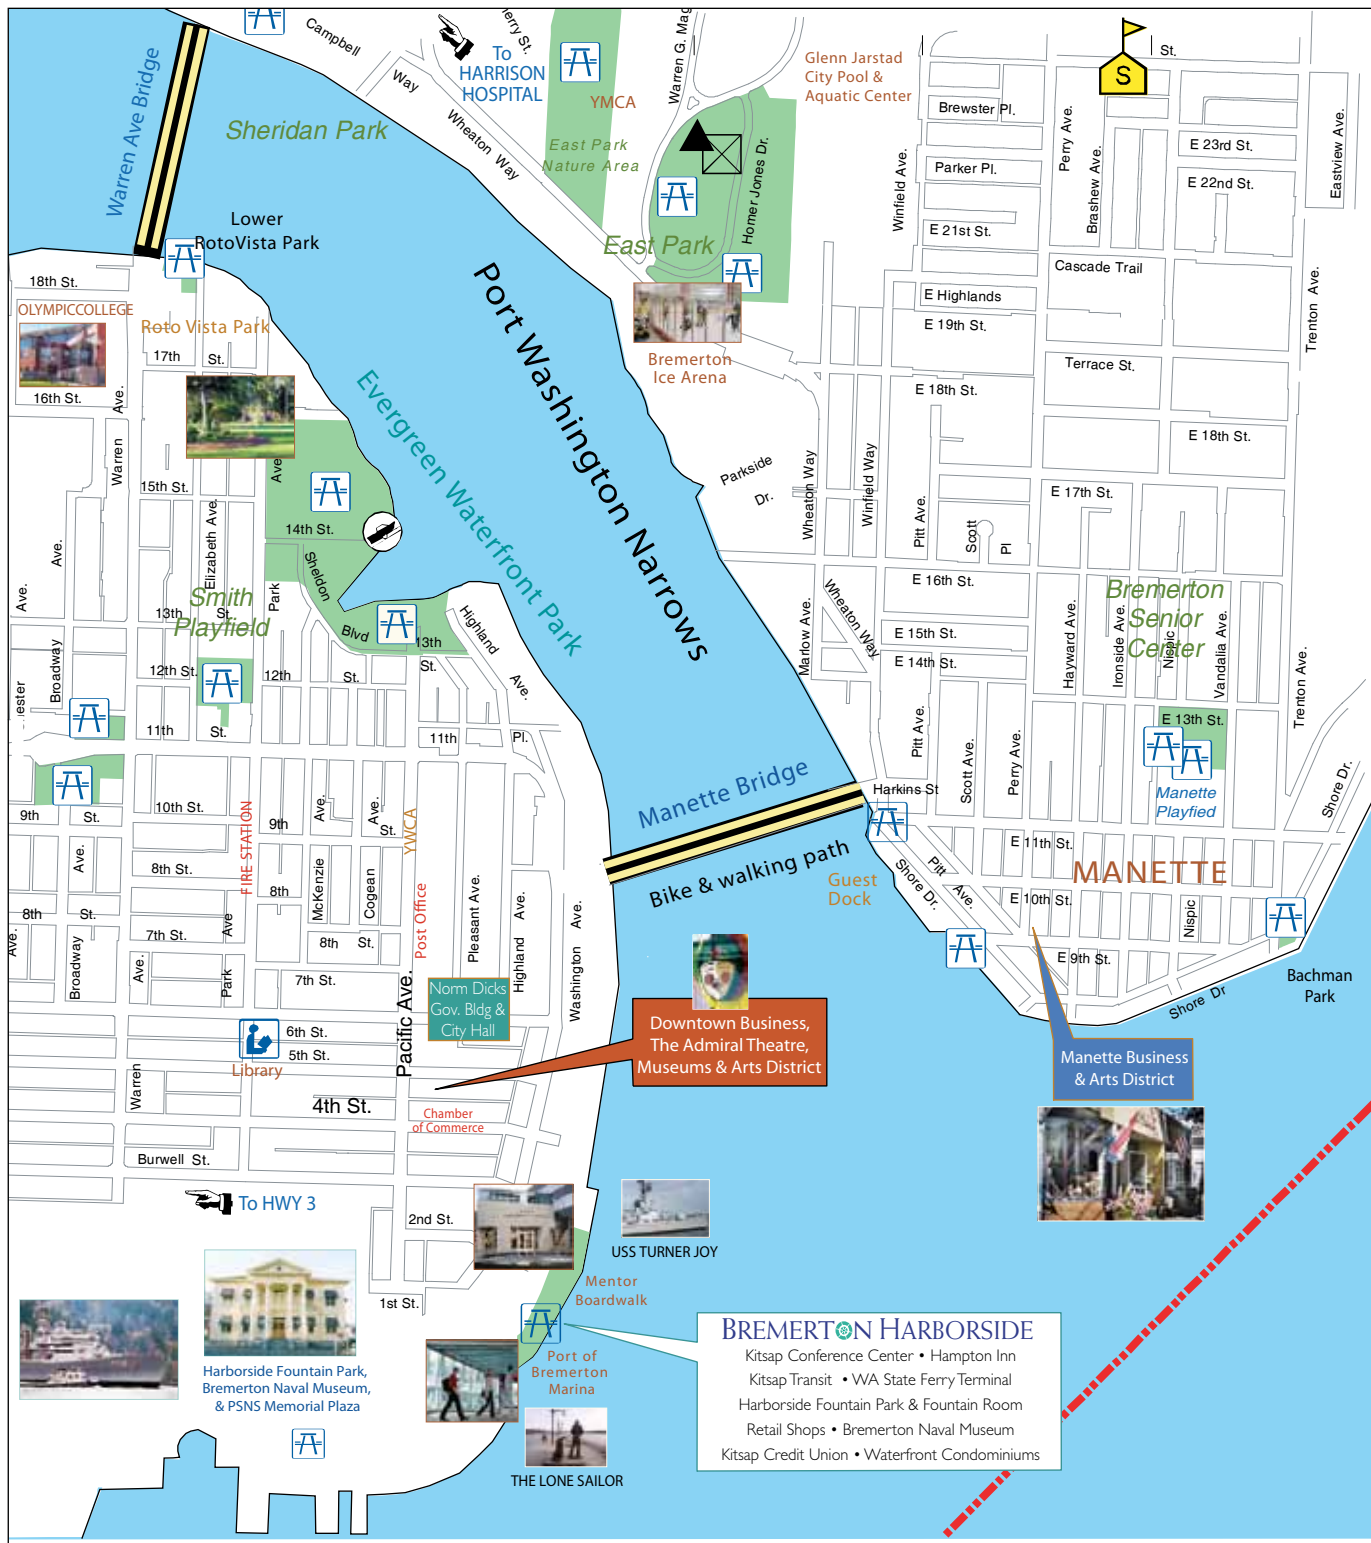 Campbell
Way
Wheaton Way
erry St.
To
HARRISON
HOSPITAL
YMCA
East Park
Nature Area
Warren G. Mag
Glenn Jarstad
City Pool &
Aquatic Center
Homer Jones Dr.
East Park
Bremerton
Ice Arena
Warren Ave Bridge
Sheridan Park
Lower
RotoVista Park
18th St.
OLYMPICCOLLEGE
Roto Vista Park
17th St.
16th St.
Ave.
Warren
15th St.
Elizabeth Ave.
Ave
14th St.
Sheldon
Blvd
Park
13th St.
Smith
Playfield
13th
St.
Highland
Ave.
12th St.
12th St.
11th St.
11th Pl.
Ave.
Ave.
Broadway
ester
Evergreen Waterfront Park
Port Washington Narrows
St.
S
Brewster Pl.
Parker Pl.
Winfield Ave.
E 21st St.
E Highlands
E 19th St.
E 18th St.
Perry Ave.
Brashew Ave.
E 23rd St.
E 22nd St.
Eastview Ave.
Cascade Trail
Terrace St.
Trenton Ave.
E 18th St.
E 17th St.
Parkside
Dr.
Wheaton Way
Winfield Way
Pitt Ave.
Scott
Pl
E 16th St.
E 15th St.
E 14th St.
Wheaton Way
Marlow Ave.
Bremerton
Senior
Center
Hayward Ave.
Ironside Ave.
Nispic
Vandalia Ave.
Trenton Ave.
E 13th St.
Manette
Playfied
Pitt Ave.
Scott Ave.
Perry Ave.
Harkins St
Shore Dr.
E 11th St.
MANETTE
E 10th St.
Nispic
E 9th St.
Pitt
Ave.
Shore Dr.
Shore Dr
Bachman
Park
Manette Bridge
Bike & walking path
Guest
Dock
Manette Business
& Arts District
10th St.
9th St.
FIRE STATION
9th St.
Ave.
Ave.
YWCA
Ave.
8th St.
8th
McKenzie
Cogean
Post Office
Pleasant Ave.
Highland Ave.
Washington Ave.
8th St.
7th St.
Ave
8th St.
Ave.
Broadway
Ave.
Park
7th St.
Pacific Ave.
Norm Dicks
Gov. Bldg &
City Hall
6th St.
5th St.
Library
Warren
4th St.
Chamber
of Commerce
Burwell St.
Downtown Business,
The Admiral Theatre,
Museums & Arts District
To HWY 3
2nd St.
1st St.
USS TURNER JOY
Mentor
Boardwalk
Port of
Bremerton
Marina
THE LONE SAILOR
Harborside Fountain Park,
Bremerton Naval Museum,
& PSNS Memorial Plaza
BREMERTON HARBORSIDE
Kitsap Conference Center • Hampton Inn
Kitsap Transit • WA State Ferry Terminal
Harborside Fountain Park & Fountain Room
Retail Shops • Bremerton Naval Museum
Kitsap Credit Union • Waterfront Condominiums